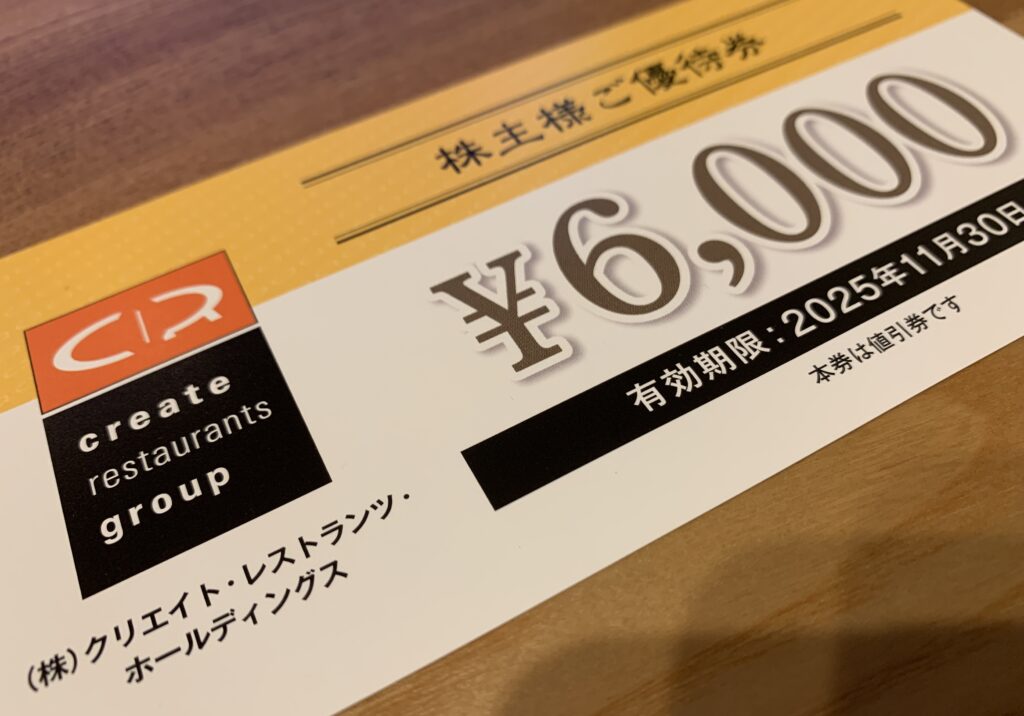 株主様ご優待券
¥6,000
有効期限：2025年11月30日
本券は値引券です
CR
create
restaurants
group
(株)クリエイト・レストランツ・
ホールディングス